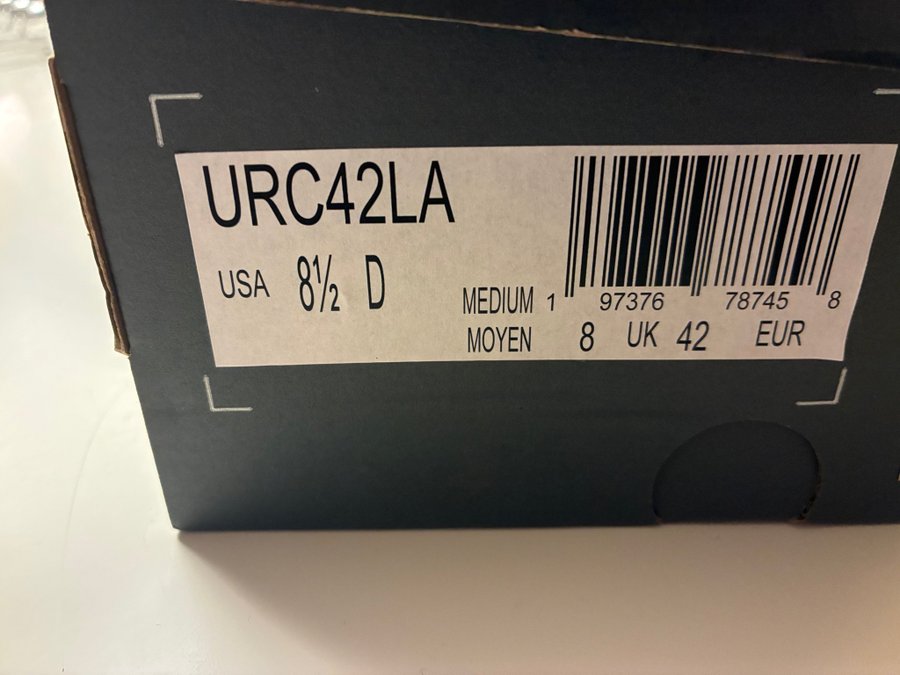 URC42LA
USA 8½ D
MEDIUM 1 97376 78745 8
MOYEN 8 UK 42 EUR